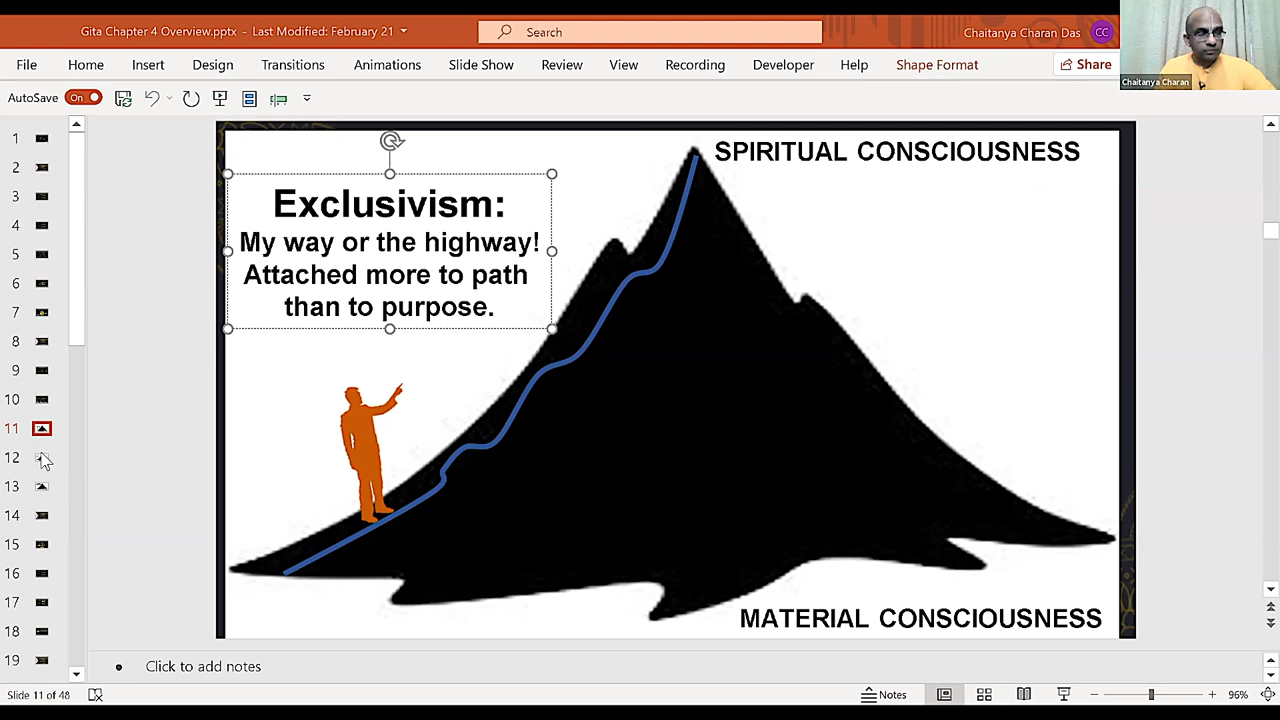 Gita Chapter 4 Overview.pptx - Last Modified: February 21
Search
Chaitanya Charan Das
CC
Chaitanya Charan
File Home Insert Design Transitions Animations Slide Show Review View Recording Developer Help Shape Format
Share
AutoSave On
1
2
3
4
5
6
7
8
9
10
11
12
13
14
15
16
17
18
19
SPIRITUAL CONSCIOUSNESS
Exclusivism:
My way or the highway!
Attached more to path
than to purpose.
MATERIAL CONSCIOUSNESS
• Click to add notes
Slide 11 of 48
Notes
96%